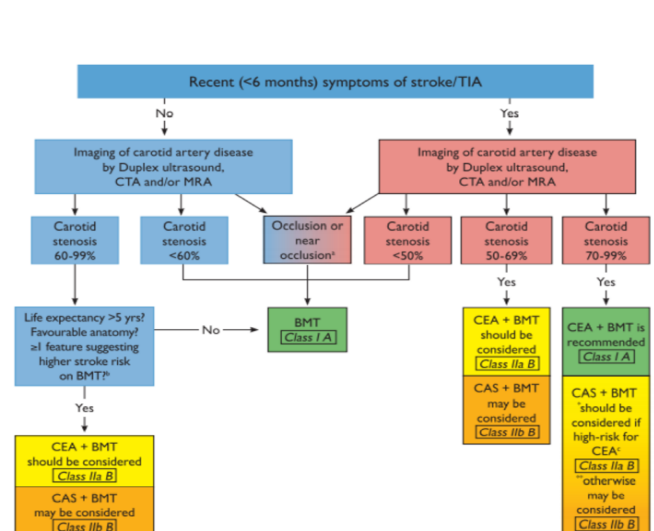 Recent (<6 months) symptoms of stroke/TIA
No
Yes
Imaging of carotid artery disease
by Duplex ultrasound,
CTA and/or MRA
Imaging of carotid artery disease
by Duplex ultrasound,
CTA and/or MRA
Carotid
stenosis
60-99%
Carotid
stenosis
<60%
Occlusion or
near
occlusionᵃ
Carotid
stenosis
<50%
Carotid
stenosis
50-69%
Carotid
stenosis
70-99%
Yes
Yes
Life expectancy >5 yrs?
Favourable anatomy?
≥1 feature suggesting
higher stroke risk
on BMT?ᵇ
No
BMT
Class I A
CEA + BMT
should be
considered
Class IIa B
CEA + BMT is
recommended
Class I A
CAS + BMT
may be
considered
Class IIb B
CAS + BMT
*should be
considered if
high-risk for
CEAᶜ
Class IIa B
**otherwise
may be
considered
Class IIb B
Yes
CEA + BMT
should be considered
Class IIa B
CAS + BMT
may be considered
Class IIb B